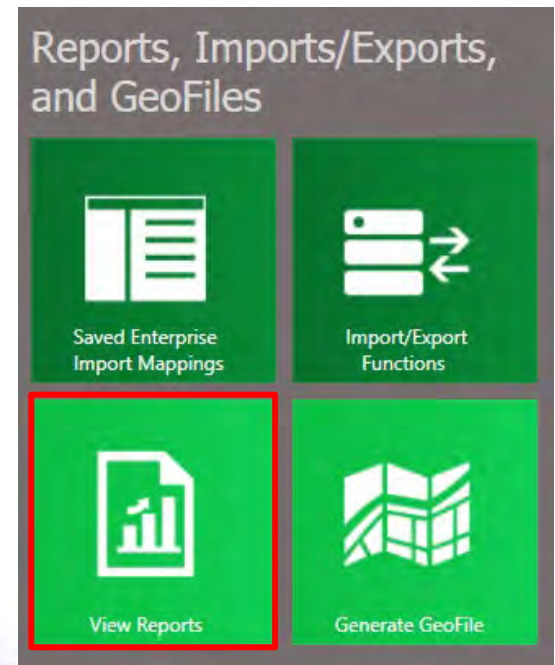 Reports, Imports/Exports,
and GeoFiles
Saved Enterprise
Import Mappings
Import/Export
Functions
View Reports
Generate GeoFile